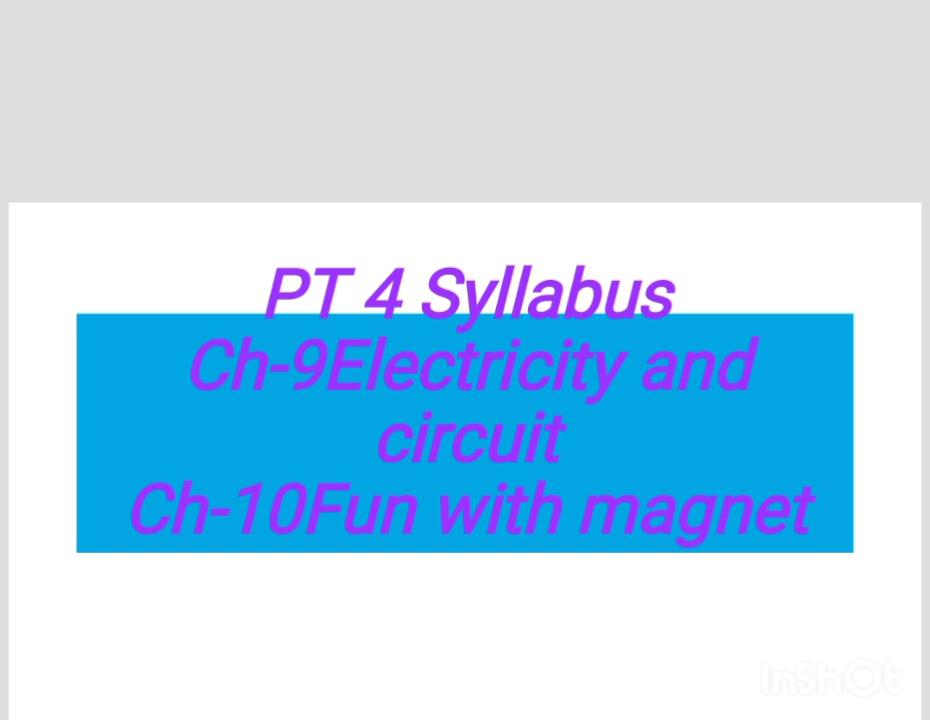 PT 4 Syllabus
Ch-9Electricity and
circuit
Ch-10Fun with magnet
InShOt